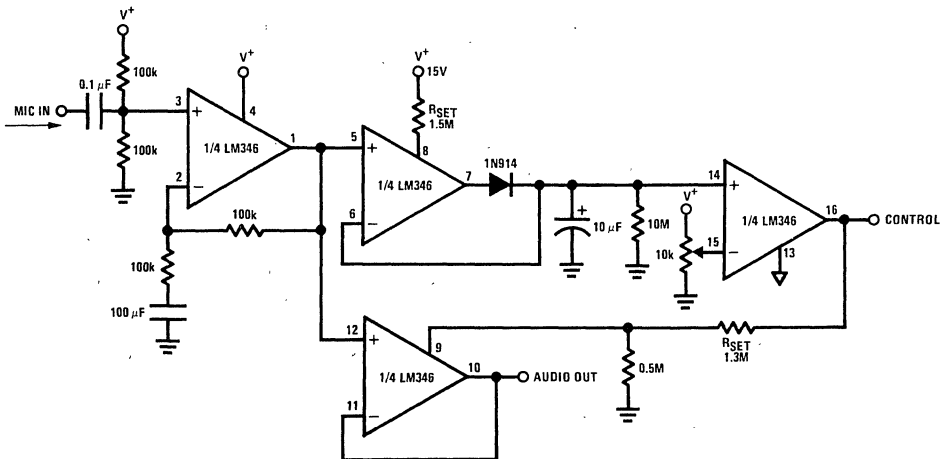 V+
100k
0.1 μF
MIC IN
100k
3
+
V+
4
1/4 LM346
1
2
−
100k
100k
100 μF
V+
15V
RSET
1.5M
8
5
+
1/4 LM346
7
6
−
1N914
+
10 μF
10M
V+
10k
14
+
1/4 LM346
15
−
13
16
CONTROL
12
+
9
1/4 LM346
10
11
−
AUDIO OUT
0.5M
RSET
1.3M